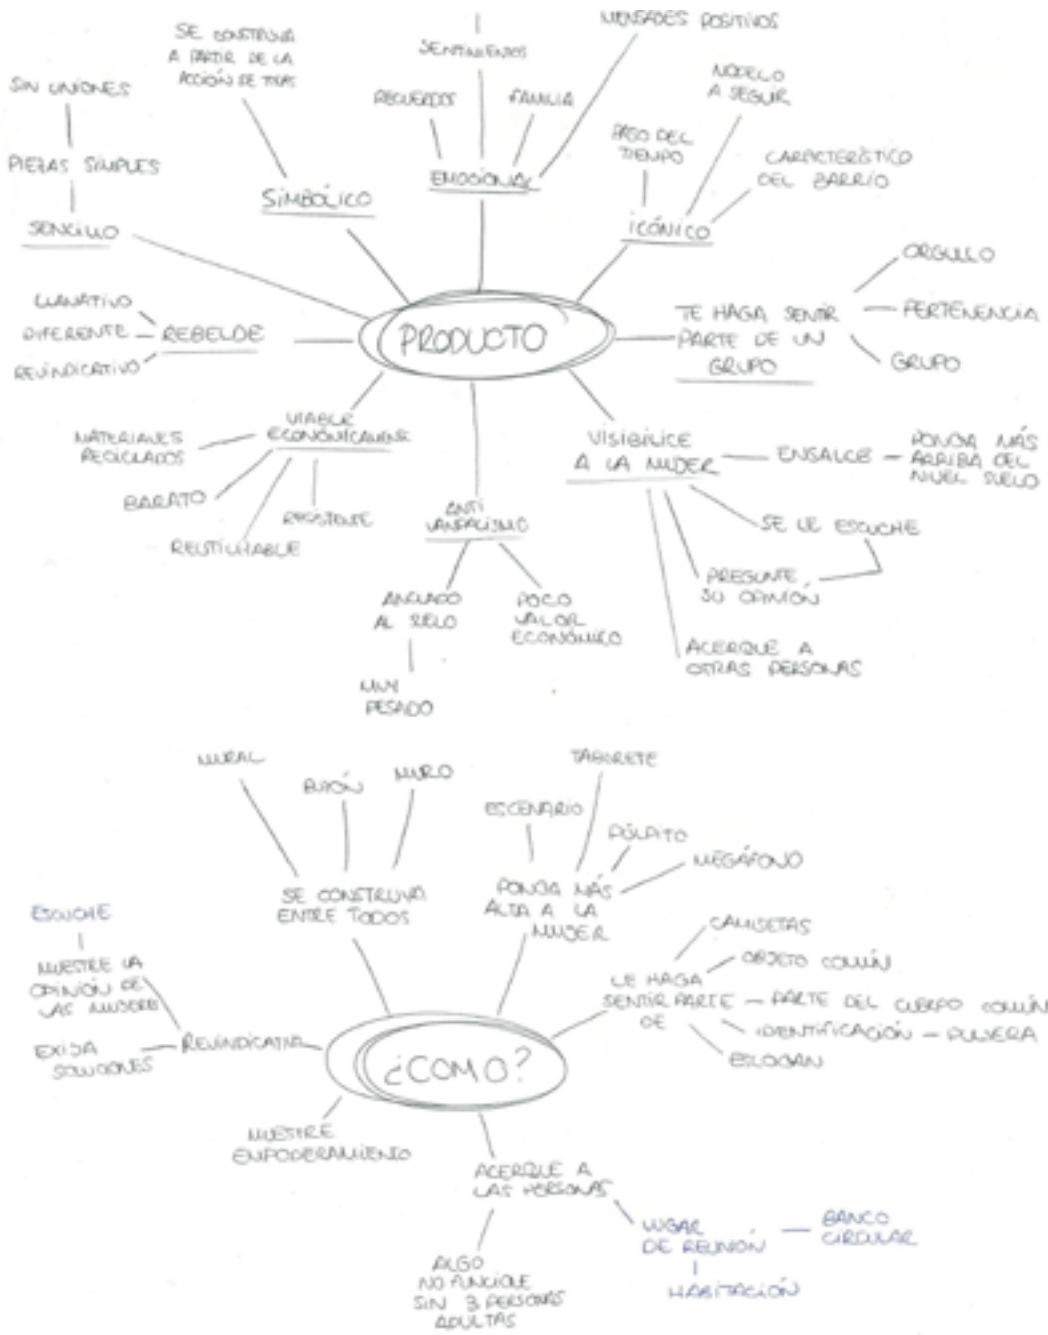 MENSAJES POSITIVOS
SE CONSTRUYA
A PARTIR DE LA
ACCIÓN DE
SENTIMIENTOS
SIN UNIONES
RECUERDOS
FAMILIA
MODELO
A SEGUIR
PASO DEL
TIEMPO
CARACTERÍSTICO
DEL BARRIO
PIEZAS SIMPLES
EMOCIONAL
SIMBÓLICO
ICÓNICO
SENCILLO
ORGULLO
LLAMATIVO
DIFERENTE
REVINDICATIVO
REBELDE
PRODUCTO
TE HAGA SENTIR
PARTE DE UN
GRUPO
PERTENENCIA
GRUPO
VIABLE
ECONÓMICAMENTE
MATERIALES
RECICLADOS
BARATO
REUTILIZABLE
RESISTENTE
ANTI
VANDALISMO
ANCLADO
AL SUELO
MUY
PESADO
POCO
VALOR
ECONÓMICO
VISIBILICE
A LA MUJER
ENSALCE
PONGA MÁS
ARRIBA DEL
NIVEL SUELO
SE LE ESCUCHE
PREGUNTE
SU OPINIÓN
ACERQUE A
OTRAS PERSONAS
MURAL
BUZÓN
MURO
TABURETE
ESCENARIO
PÚLPITO
MEGÁFONO
SE CONSTRUYA
ENTRE TODOS
PONGA MÁS
ALTA A LA
MUJER
ESCUCHE
MUESTRE LA
OPINIÓN DE
LAS MUJERES
EXIJA
SOLUCIONES
REVINDICATIVA
¿COMO?
LE HAGA
SENTIR PARTE
DE
CAMISETAS
OBJETO COMÚN
PARTE DEL CUERPO COMÚN
IDENTIFICACIÓN – PULSERA
ESLOGAN
MUESTRE
EMPODERAMIENTO
ACERQUE A
LAS PERSONAS
LUGAR
DE REUNIÓN
BANCO
CIRCULAR
HABITACIÓN
ALGO
NO FUNCIONE
SIN 3 PERSONAS
ADULTAS